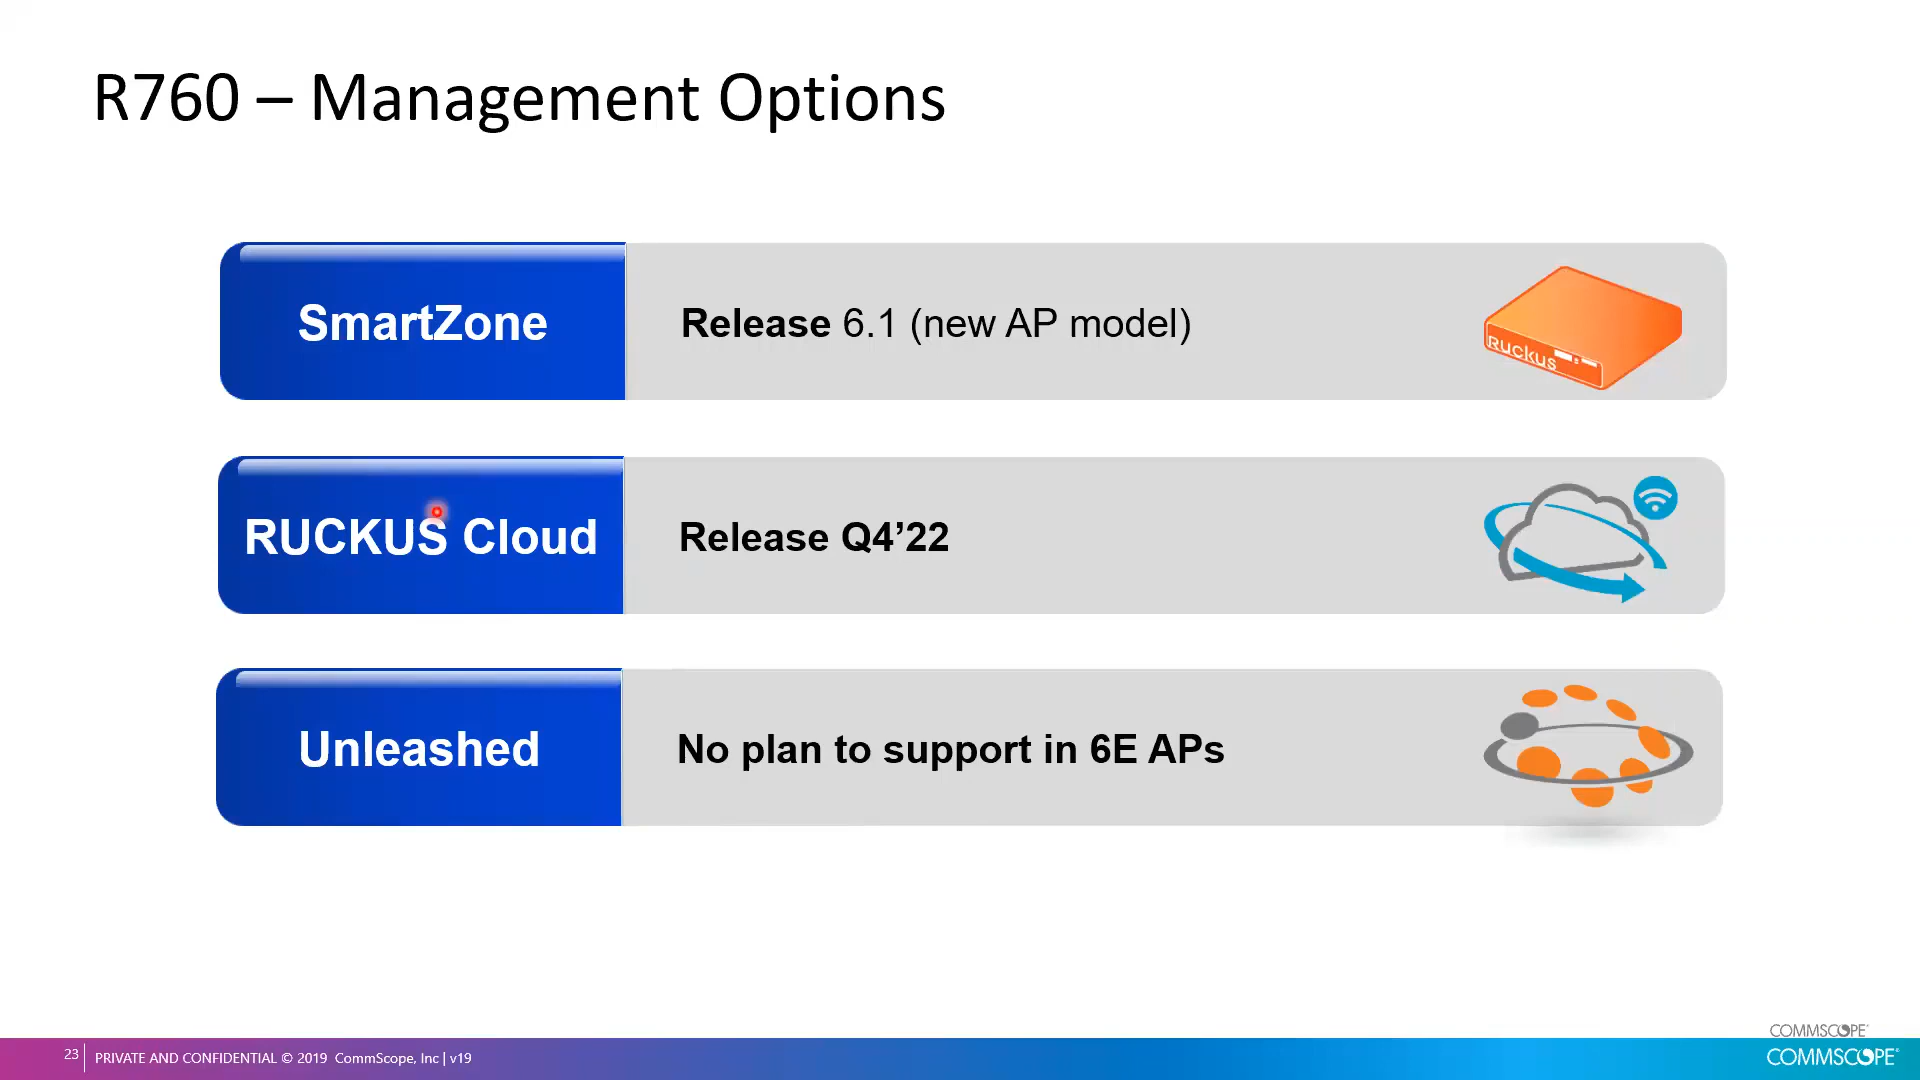 R760 – Management Options
SmartZone
Release 6.1 (new AP model)
Ruckus
RUCKUS Cloud
Release Q4’22
Unleashed
No plan to support in 6E APs
COMMSCOPE®
23
PRIVATE AND CONFIDENTIAL © 2019 CommScope, Inc | v19
COMMSCOPE®